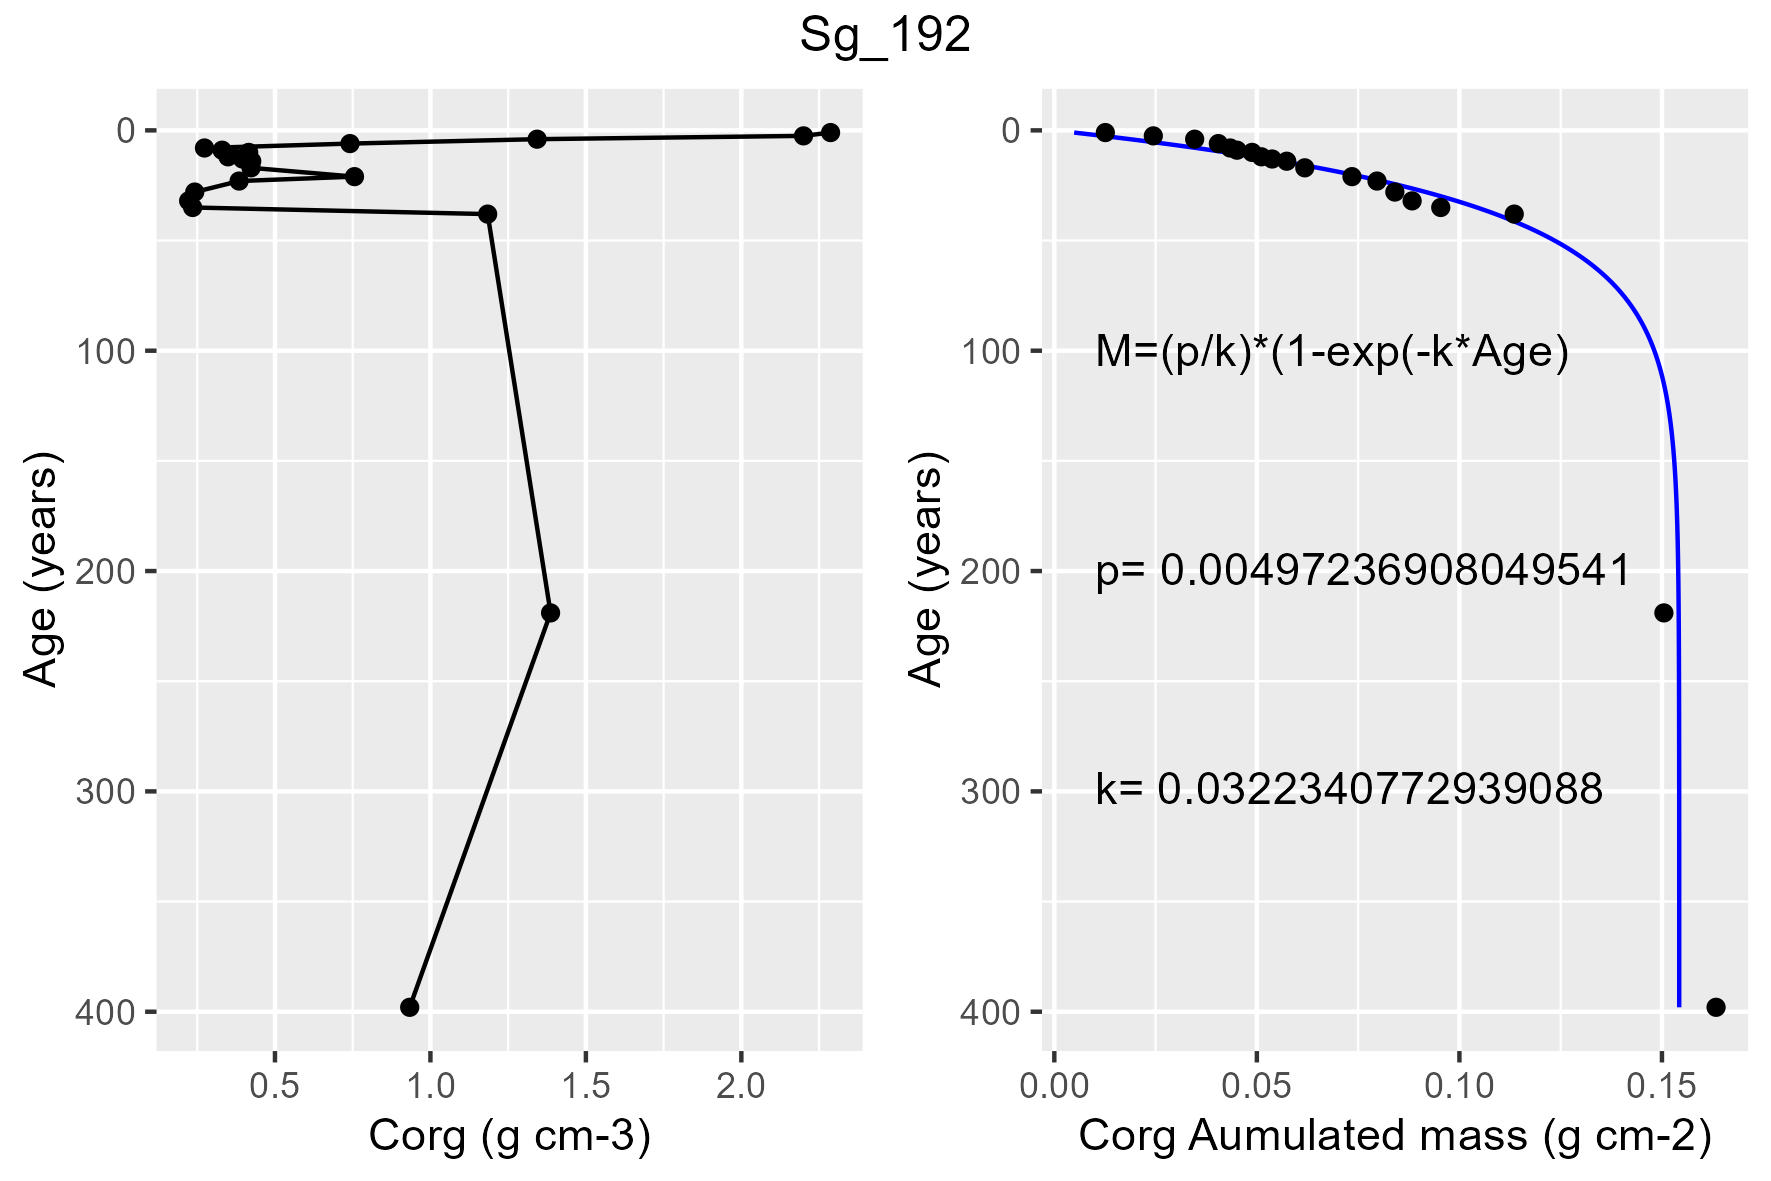 Sg_192
0
100
200
300
400
Age (years)
0.5 1.0 1.5 2.0
Corg (g cm-3)
0
100
200
300
400
Age (years)
M=(p/k)*(1-exp(-k*Age)
p= 0.00497236908049541
k= 0.0322340772939088
0.00 0.05 0.10 0.15
Corg Aumulated mass (g cm-2)